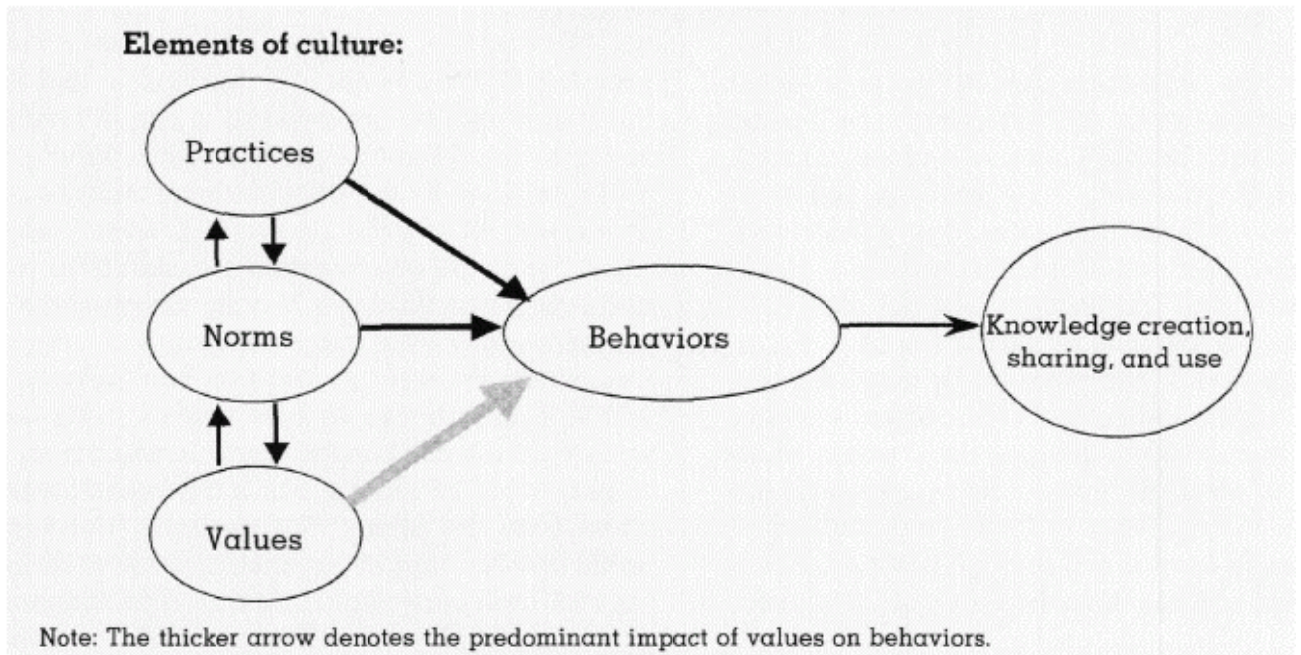 Elements of culture:
Practices
Norms
Behaviors
Knowledge creation,
sharing, and use
Values
Note: The thicker arrow denotes the predominant impact of values on behaviors.